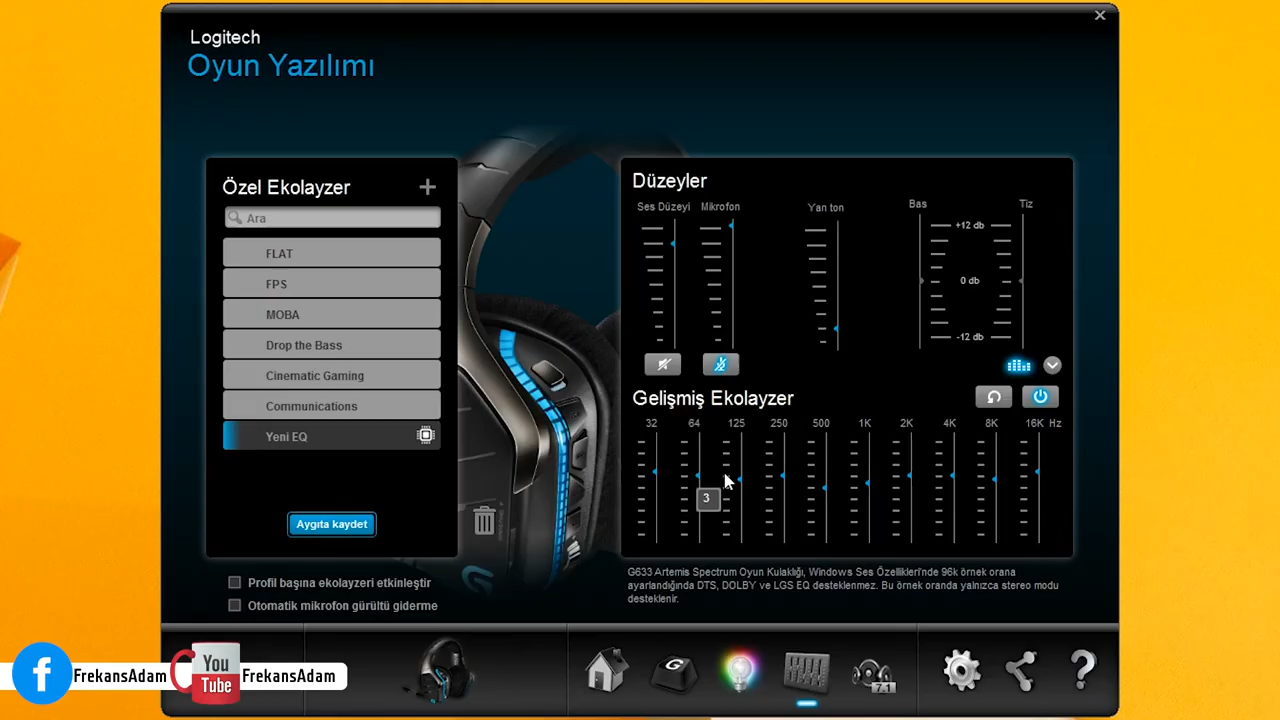 Logitech
Oyun Yazılımı
Özel Ekolayzer
Ara
FLAT
FPS
MOBA
Drop the Bass
Cinematic Gaming
Communications
Yeni EQ
Aygıta kaydet
Profil başına ekolayzeri etkinleştir
Otomatik mikrofon gürültü giderme
Düzeyler
Ses Düzeyi Mikrofon Yan ton Bas Tiz
+12 db
0 db
-12 db
Gelişmiş Ekolayzer
32 64 125 250 500 1K 2K 4K 8K 16K Hz
3
G633 Artemis Spectrum Oyun Kulaklığı, Windows Ses Özellikleri'nde 96k örnek orana
ayarlandığında DTS, DOLBY ve LGS EQ desteklenmez. Bu örnek oranda yalnızca stereo modu
desteklenir.
f FrekansAdam You Tube FrekansAdam
G
7.1
?